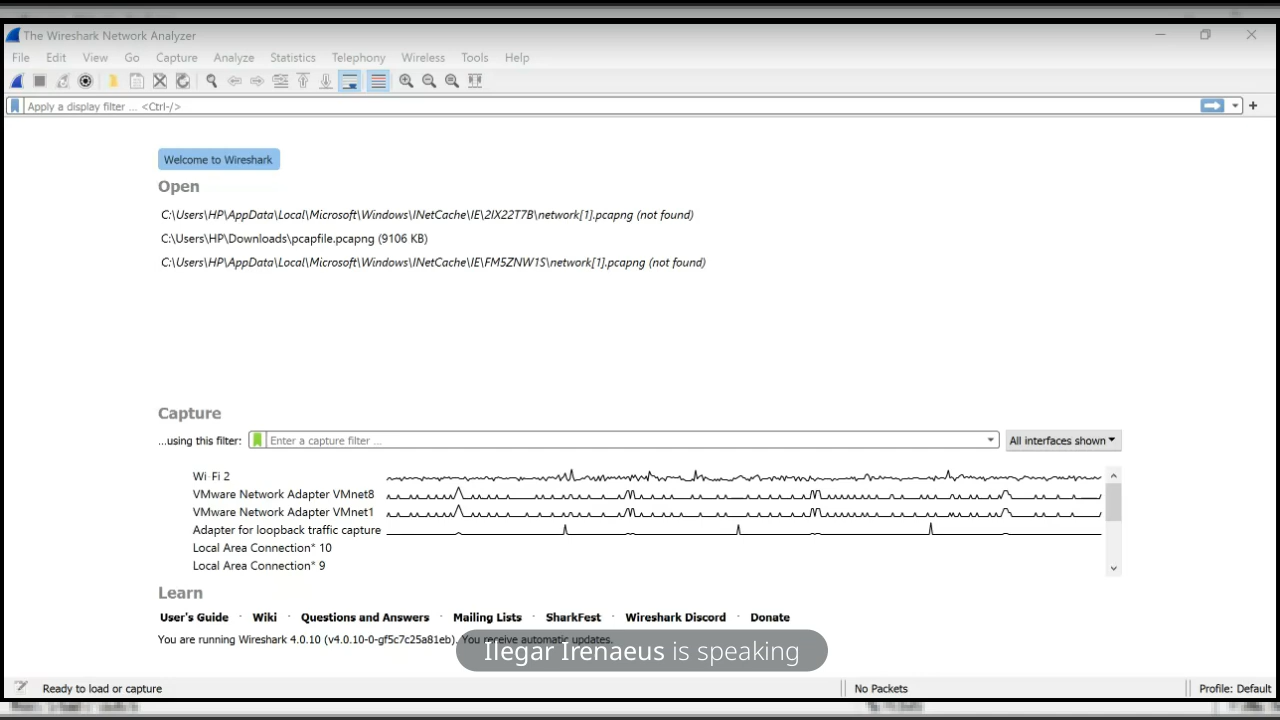 The Wireshark Network Analyzer
File Edit View Go Capture Analyze Statistics Telephony Wireless Tools Help
Apply a display filter ... <Ctrl-/>
Welcome to Wireshark
Open
C:\Users\HP\AppData\Local\Microsoft\Windows\INetCache\IE\2IX22T7B\network[1].pcapng (not found)
C:\Users\HP\Downloads\pcapfile.pcapng (9106 KB)
C:\Users\HP\AppData\Local\Microsoft\Windows\INetCache\IE\FM5ZNW1S\network[1].pcapng (not found)
Capture
...using this filter: Enter a capture filter ... All interfaces shown
Wi-Fi 2
VMware Network Adapter VMnet8
VMware Network Adapter VMnet1
Adapter for loopback traffic capture
Local Area Connection* 10
Local Area Connection* 9
Learn
User's Guide · Wiki · Questions and Answers · Mailing Lists · SharkFest · Wireshark Discord · Donate
You are running Wireshark 4.0.10 (v4.0.10-0-gf5c7c25a81eb). You receive automatic updates.
Ilegar Irenaeus is speaking
Ready to load or capture No Packets Profile: Default